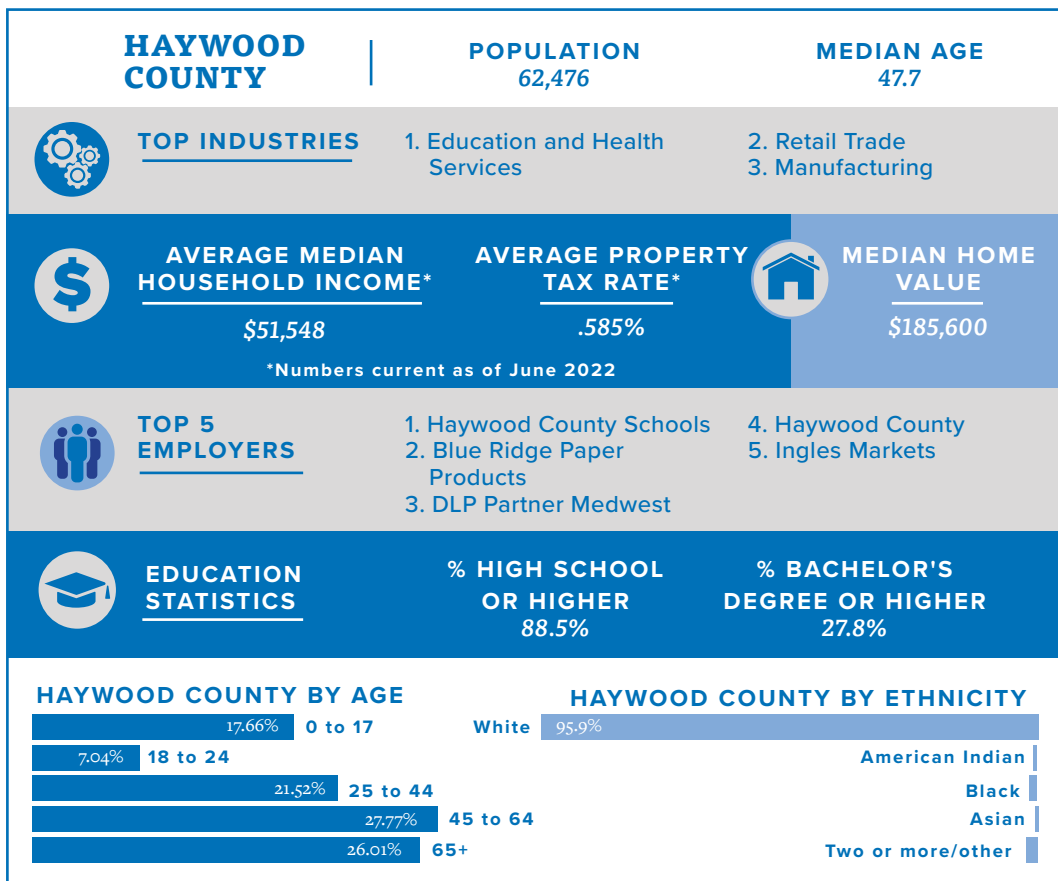 HAYWOOD
COUNTY
POPULATION
62,476
MEDIAN AGE
47.7
TOP INDUSTRIES
1. Education and Health
Services
2. Retail Trade
3. Manufacturing
$
AVERAGE MEDIAN
HOUSEHOLD INCOME*
$51,548
AVERAGE PROPERTY
TAX RATE*
.585%
*Numbers current as of June 2022
MEDIAN HOME
VALUE
$185,600
TOP 5
EMPLOYERS
1. Haywood County Schools
2. Blue Ridge Paper
Products
3. DLP Partner Medwest
4. Haywood County
5. Ingles Markets
EDUCATION
STATISTICS
% HIGH SCHOOL
OR HIGHER
88.5%
% BACHELOR'S
DEGREE OR HIGHER
27.8%
HAYWOOD COUNTY BY AGE
17.66% 0 to 17
7.04% 18 to 24
21.52% 25 to 44
27.77% 45 to 64
26.01% 65+
HAYWOOD COUNTY BY ETHNICITY
White 95.9%
American Indian
Black
Asian
Two or more/other